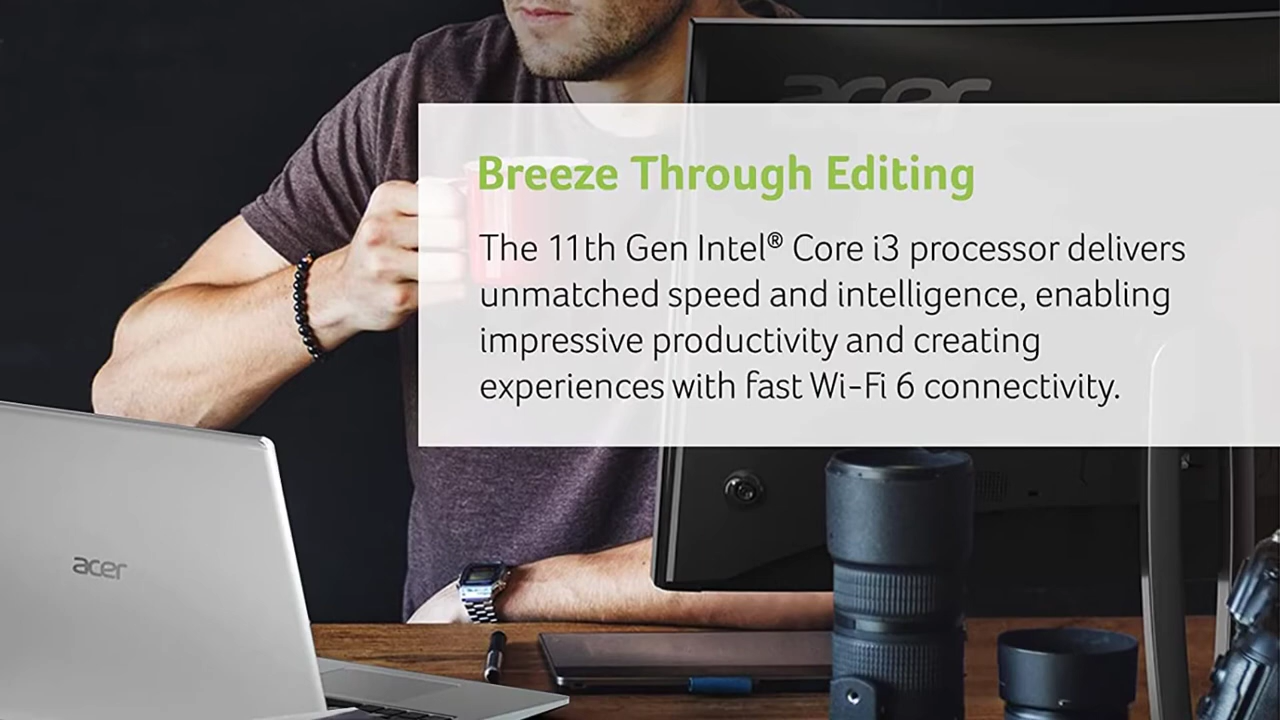 acer
Breeze Through Editing
The 11th Gen Intel® Core i3 processor delivers
unmatched speed and intelligence, enabling
impressive productivity and creating
experiences with fast Wi-Fi 6 connectivity.
acer